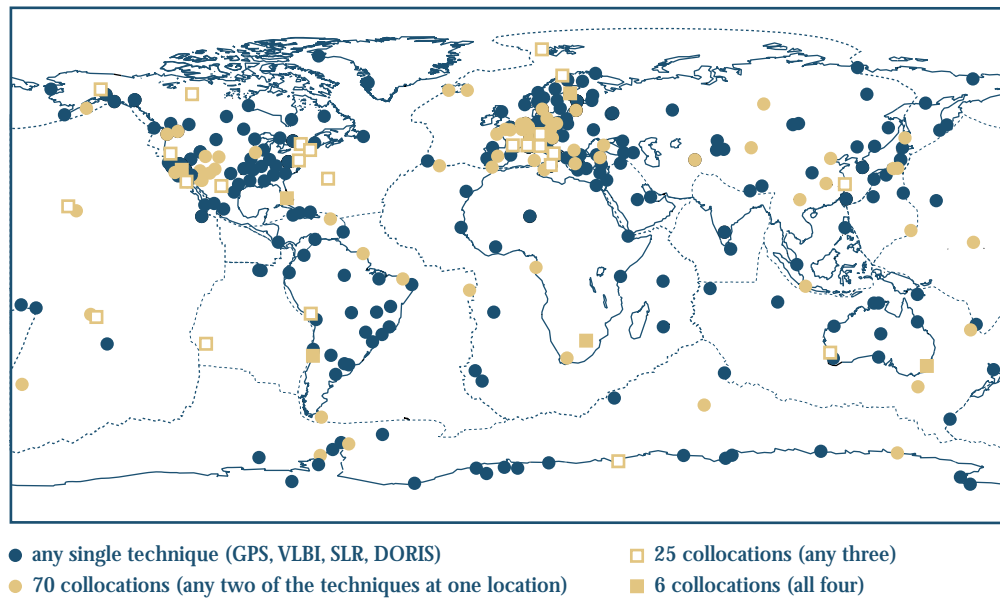 any single technique (GPS, VLBI, SLR, DORIS)
70 collocations (any two of the techniques at one location)
25 collocations (any three)
6 collocations (all four)